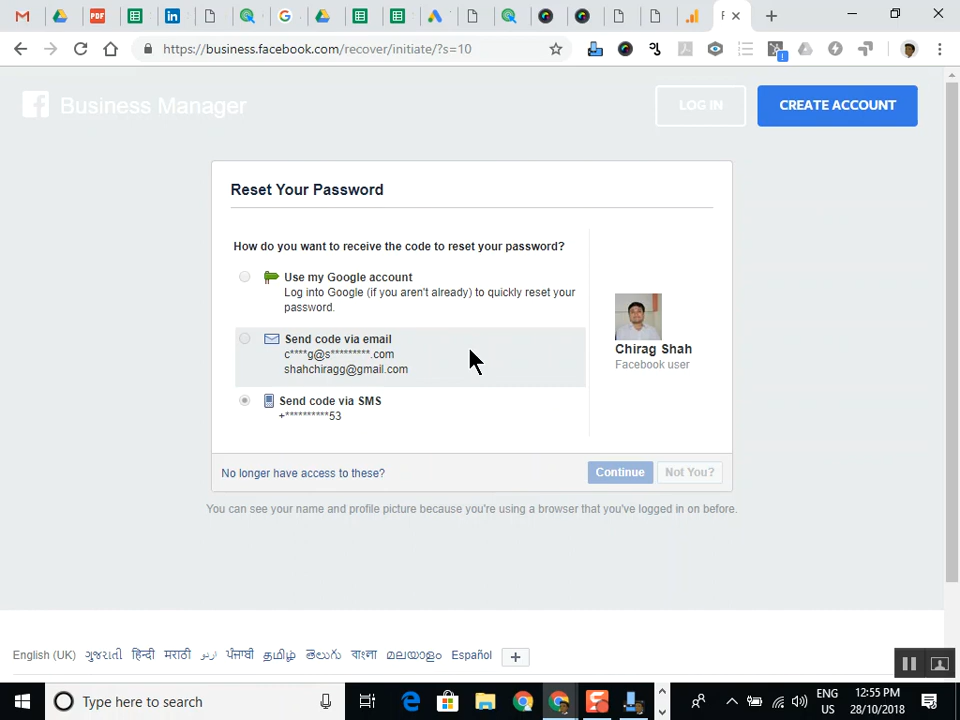 https://business.facebook.com/recover/initiate/?s=10
Business Manager
LOG IN
CREATE ACCOUNT
Reset Your Password
How do you want to receive the code to reset your password?
Use my Google account
Log into Google (if you aren't already) to quickly reset your
password.
Send code via email
c****g@s*********.com
shahchiragg@gmail.com
Send code via SMS
+**********53
Chirag Shah
Facebook user
No longer have access to these?
Continue
Not You?
You can see your name and profile picture because you're using a browser that you've logged in on before.
English (UK) ગુજરાતી हिन्दी मराठी اردو ਪੰਜਾਬੀ தமிழ் తెలుగు বাংলা മലയാളം Español
Type here to search
ENG
US
12:55 PM
28/10/2018